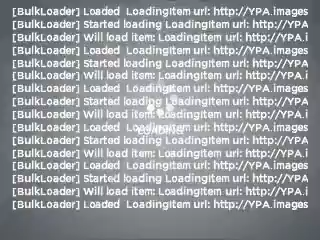 [BulkLoader] Loaded LoadingItem url: http://YPA.images
[BulkLoader] Started loading LoadingItem url: http://YPA
[BulkLoader] Will load item: LoadingItem url: http://YPA.i
[BulkLoader] Loaded LoadingItem url: http://YPA.images
[BulkLoader] Started loading LoadingItem url: http://YPA
[BulkLoader] Will load item: LoadingItem url: http://YPA.i
[BulkLoader] Loaded LoadingItem url: http://YPA.images
[BulkLoader] Started loading LoadingItem url: http://YPA
[BulkLoader] Will load item: LoadingItem url: http://YPA.i
[BulkLoader] Loaded LoadingItem url: http://YPA.images
[BulkLoader] Started loading LoadingItem url: http://YPA
[BulkLoader] Will load item: LoadingItem url: http://YPA.i
[BulkLoader] Loaded LoadingItem url: http://YPA.images
[BulkLoader] Started loading LoadingItem url: http://YPA
[BulkLoader] Will load item: LoadingItem url: http://YPA.i
[BulkLoader] Loaded LoadingItem url: http://YPA.images